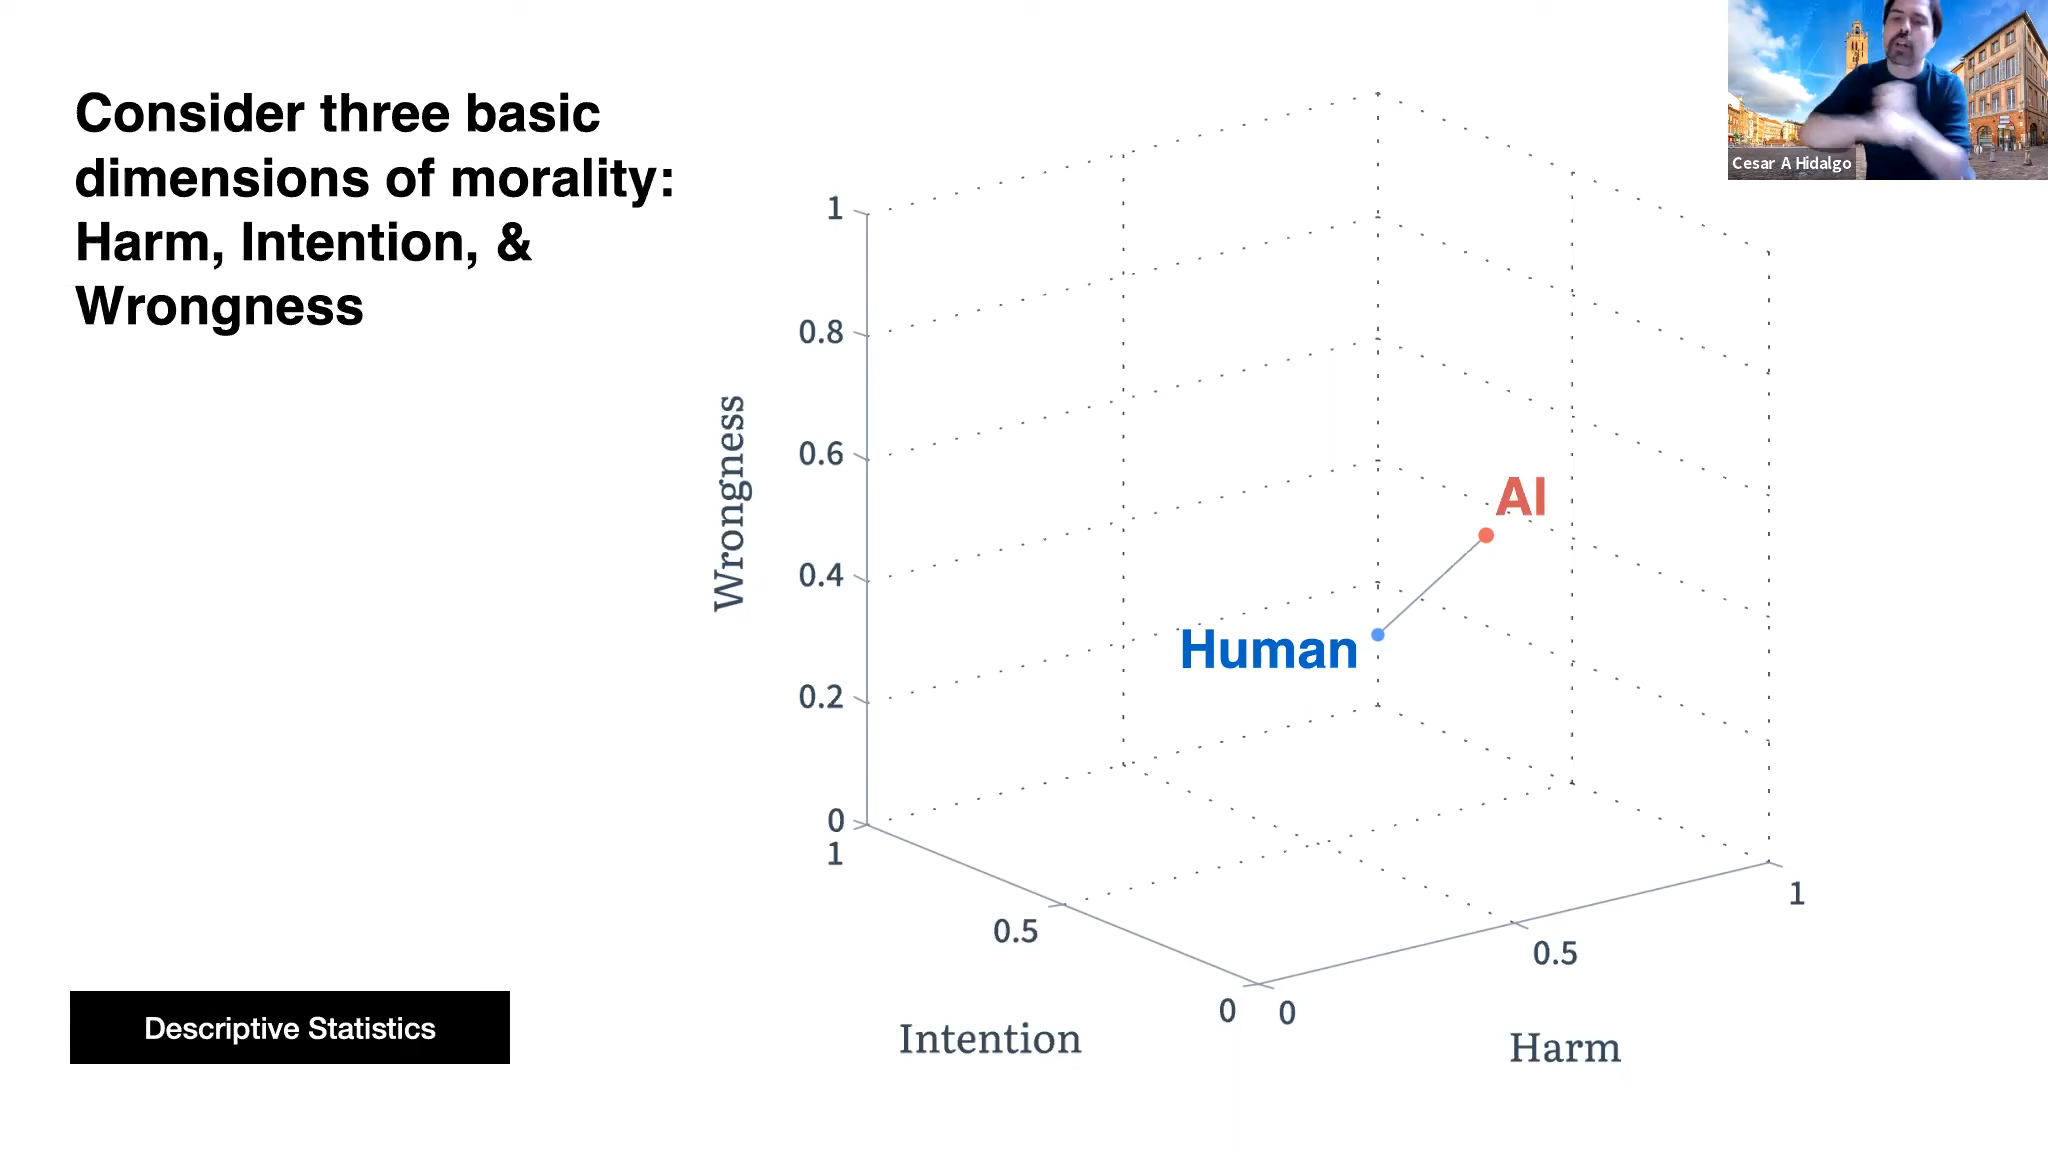 Consider three basic
dimensions of morality:
Harm, Intention, &
Wrongness
Cesar A Hidalgo
1
0.8
0.6
0.4
0.2
0
Wrongness
AI
Human
1
0.5
0
Intention
0
0.5
1
Harm
Descriptive Statistics